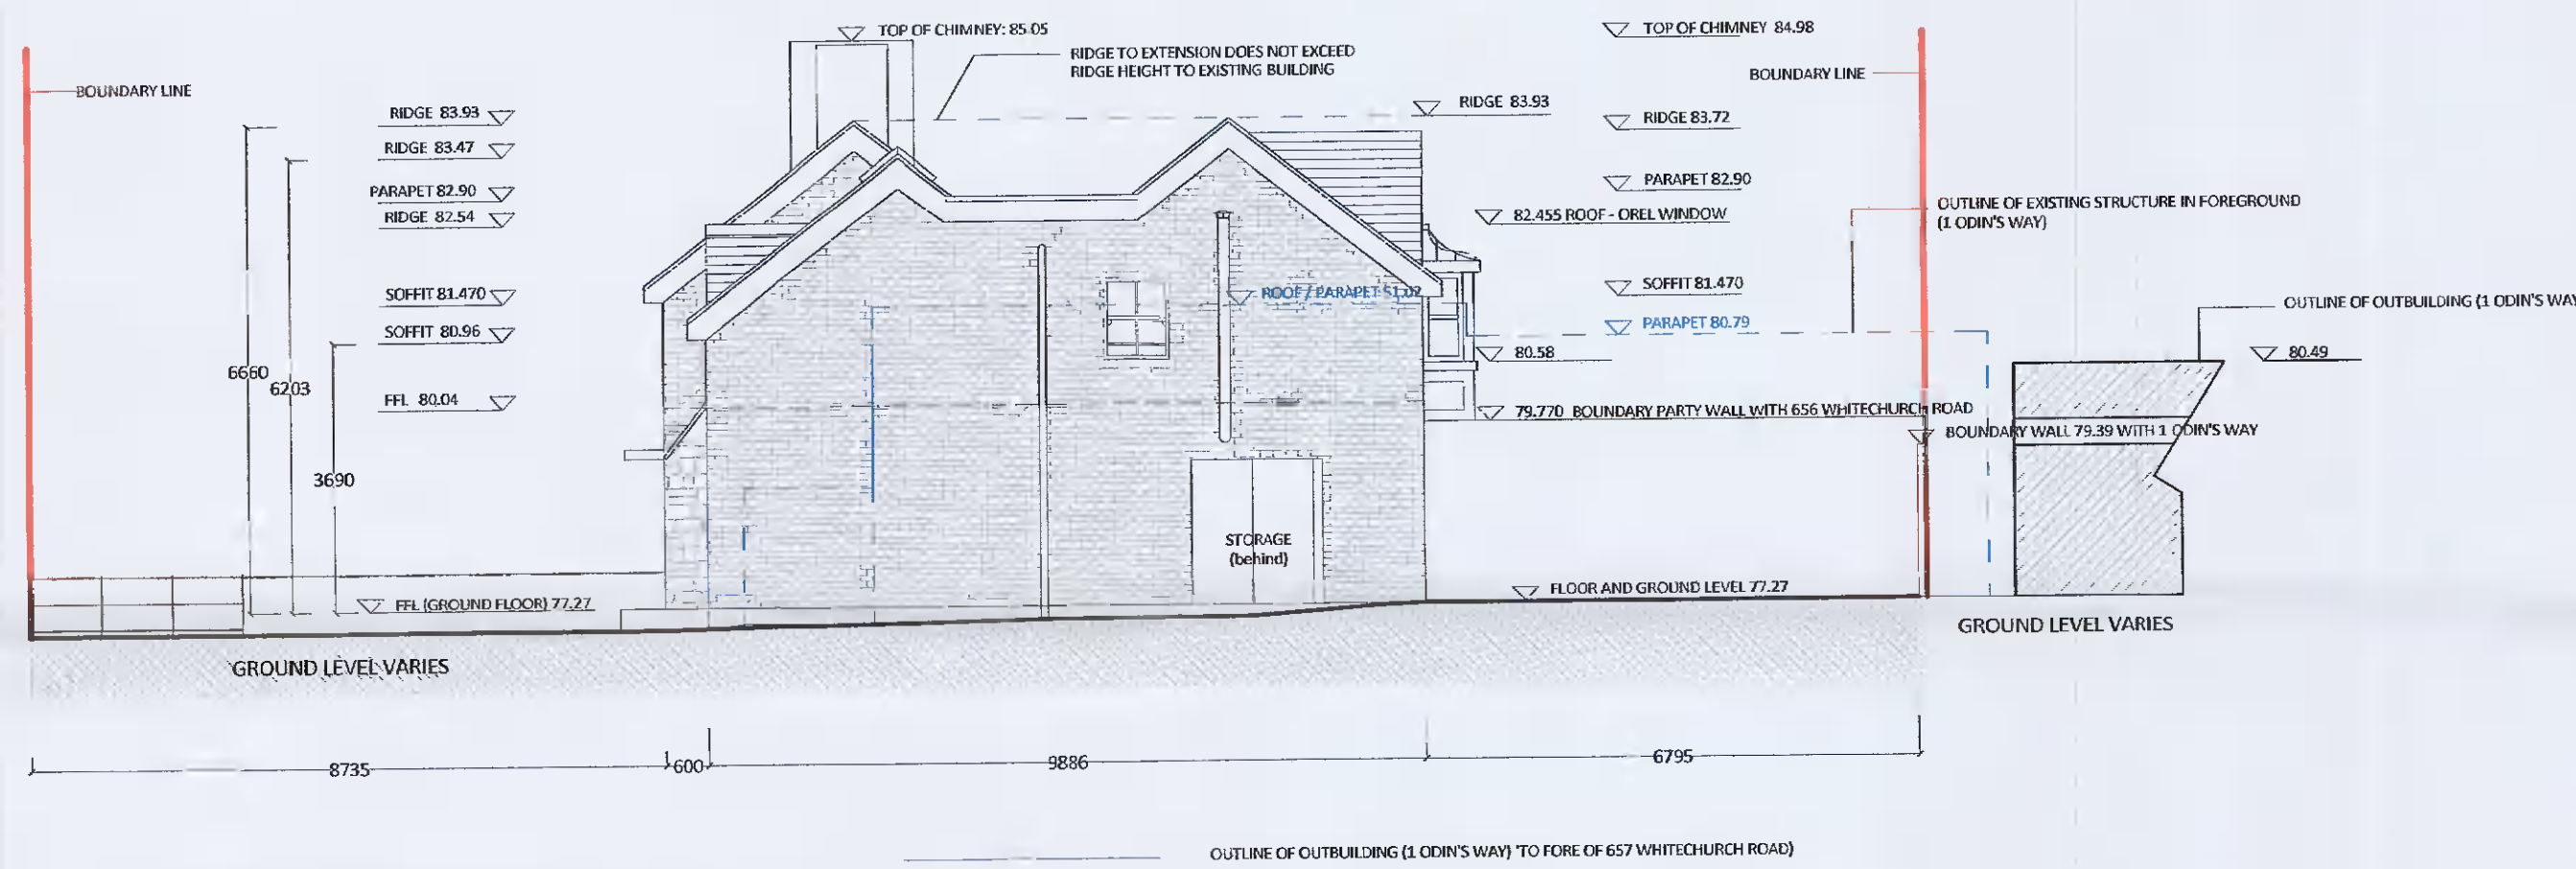 TOP OF CHIMNEY: 85.05
TOP OF CHIMNEY 84.98
RIDGE TO EXTENSION DOES NOT EXCEED
RIDGE HEIGHT TO EXISTING BUILDING
BOUNDARY LINE
BOUNDARY LINE
RIDGE 83.93
RIDGE 83.47
PARAPET 82.90
RIDGE 82.54
SOFFIT 81.470
SOFFIT 80.96
FFL 80.04
6660
6203
3690
FFL (GROUND FLOOR) 77.27
GROUND LEVEL VARIES
RIDGE 83.93
RIDGE 83.72
PARAPET 82.90
82.455 ROOF - OREL WINDOW
SOFFIT 81.470
ROOF / PARAPET 51.02
PARAPET 80.79
80.58
79.770 BOUNDARY PARTY WALL WITH 656 WHITECHURCH ROAD
BOUNDARY WALL 79.39 WITH 1 ODIN'S WAY
OUTLINE OF EXISTING STRUCTURE IN FOREGROUND
(1 ODIN'S WAY)
OUTLINE OF OUTBUILDING (1 ODIN'S WAY
80.49
STORAGE
(behind)
FLOOR AND GROUND LEVEL 77.27
GROUND LEVEL VARIES
8735
600
9886
6795
OUTLINE OF OUTBUILDING (1 ODIN'S WAY) 'TO FORE OF 657 WHITECHURCH ROAD)